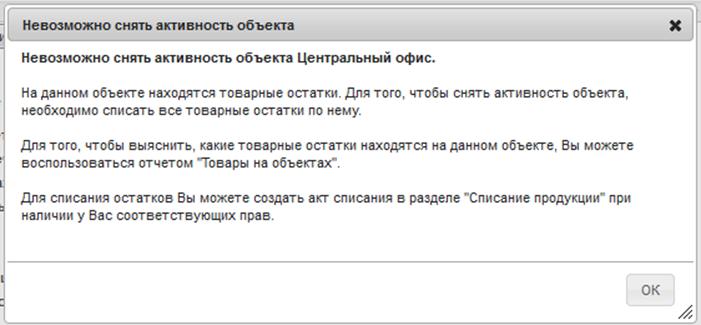 Невозможно снять активность объекта
Невозможно снять активность объекта Центральный офис.
На данном объекте находятся товарные остатки. Для того, чтобы снять активность объекта,
необходимо списать все товарные остатки по нему.
Для того, чтобы выяснить, какие товарные остатки находятся на данном объекте, Вы можете
воспользоваться отчетом "Товары на объектах".
Для списания остатков Вы можете создать акт списания в разделе "Списание продукции" при
наличии у Вас соответствующих прав.
ОК